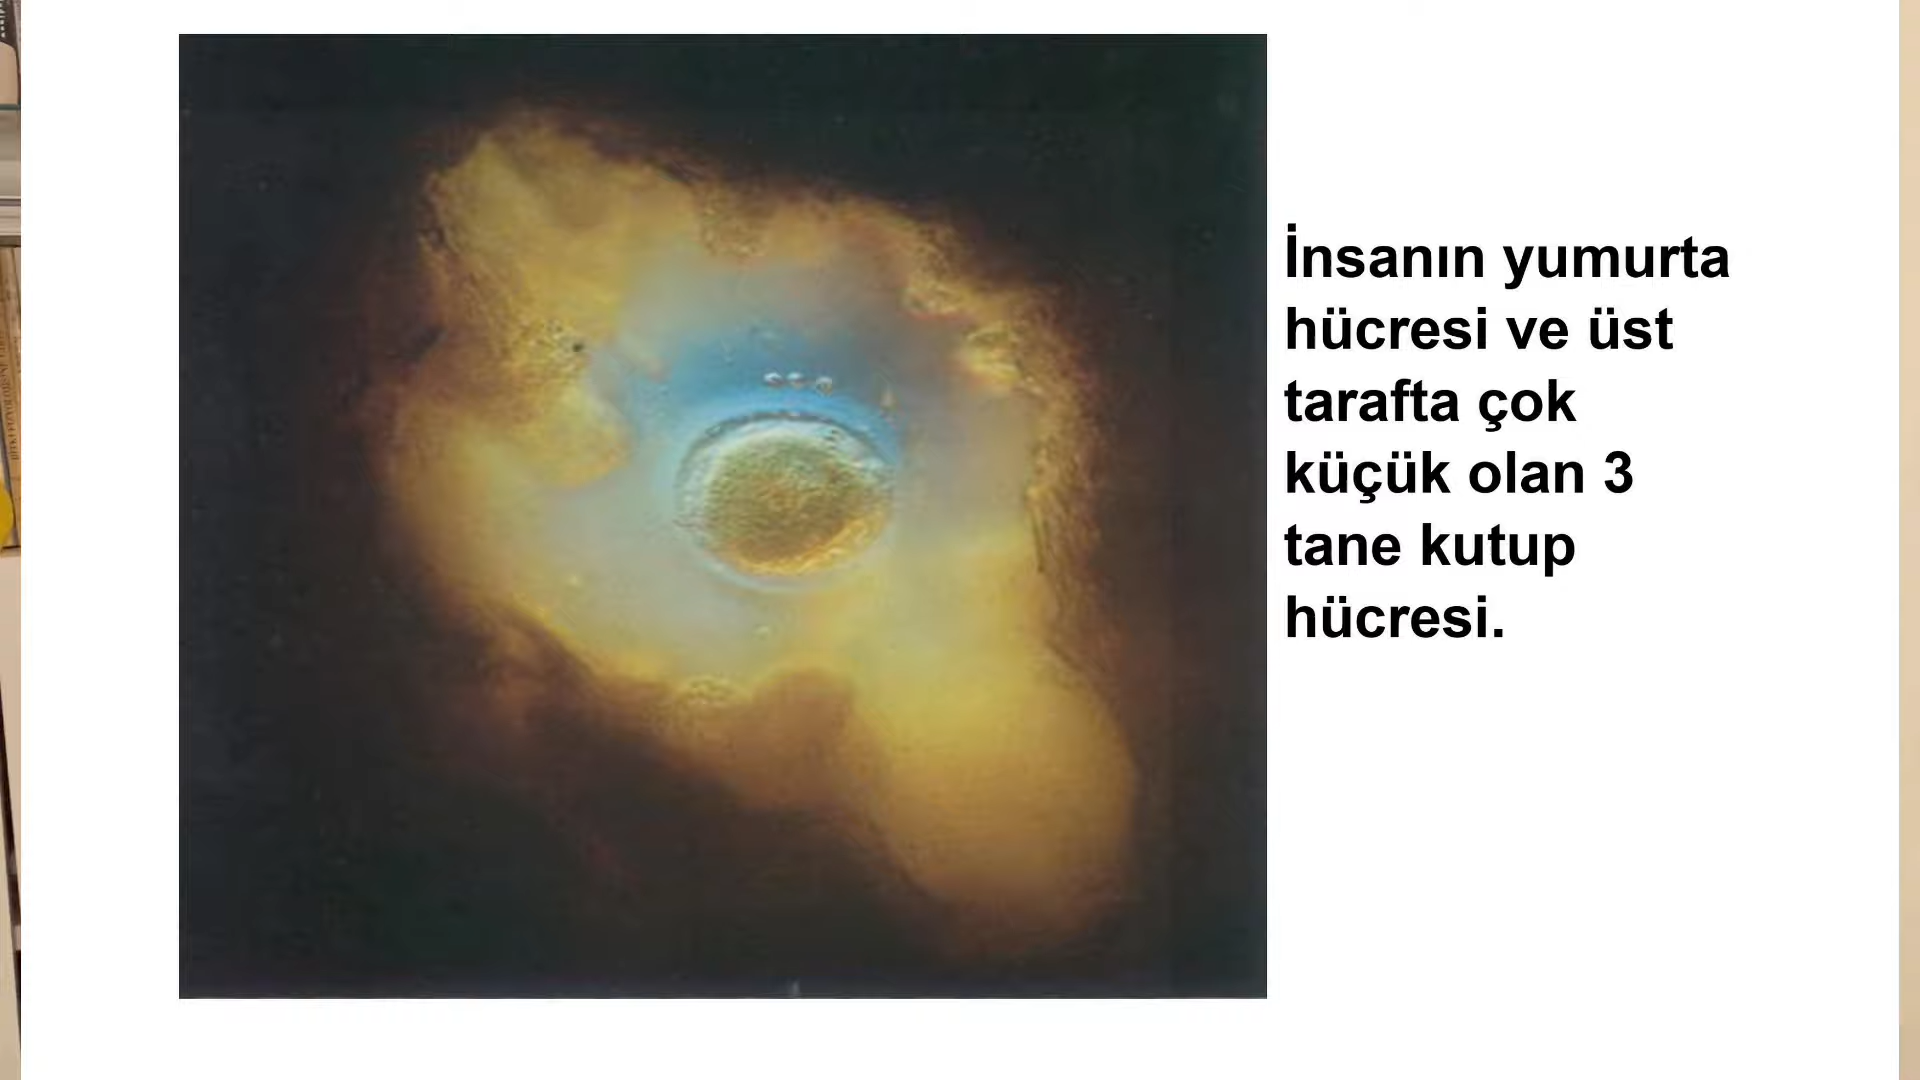 İnsanın yumurta
hücresi ve üst
tarafta çok
küçük olan 3
tane kutup
hücresi.